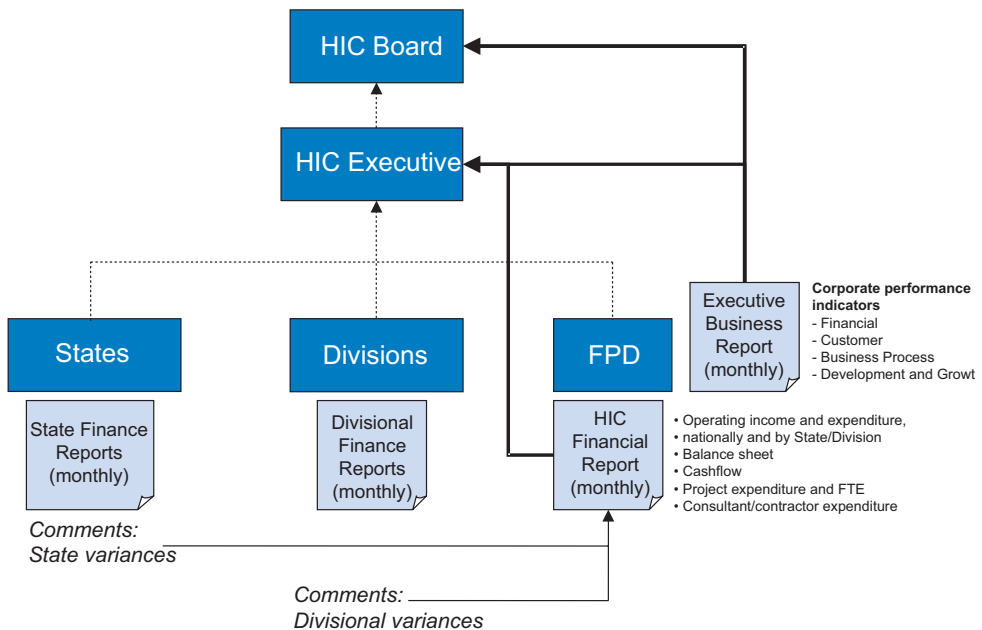 HIC Board
HIC Executive
States
Divisions
FPD
Executive
Business
Report
(monthly)
Corporate performance
indicators
- Financial
- Customer
- Business Process
- Development and Growt
State Finance
Reports
(monthly)
Divisional
Finance
Reports
(monthly)
HIC
Financial
Report
(monthly)
• Operating income and expenditure,
• nationally and by State/Division
• Balance sheet
• Cashflow
• Project expenditure and FTE
• Consultant/contractor expenditure
Comments:
State variances
Comments:
Divisional variances